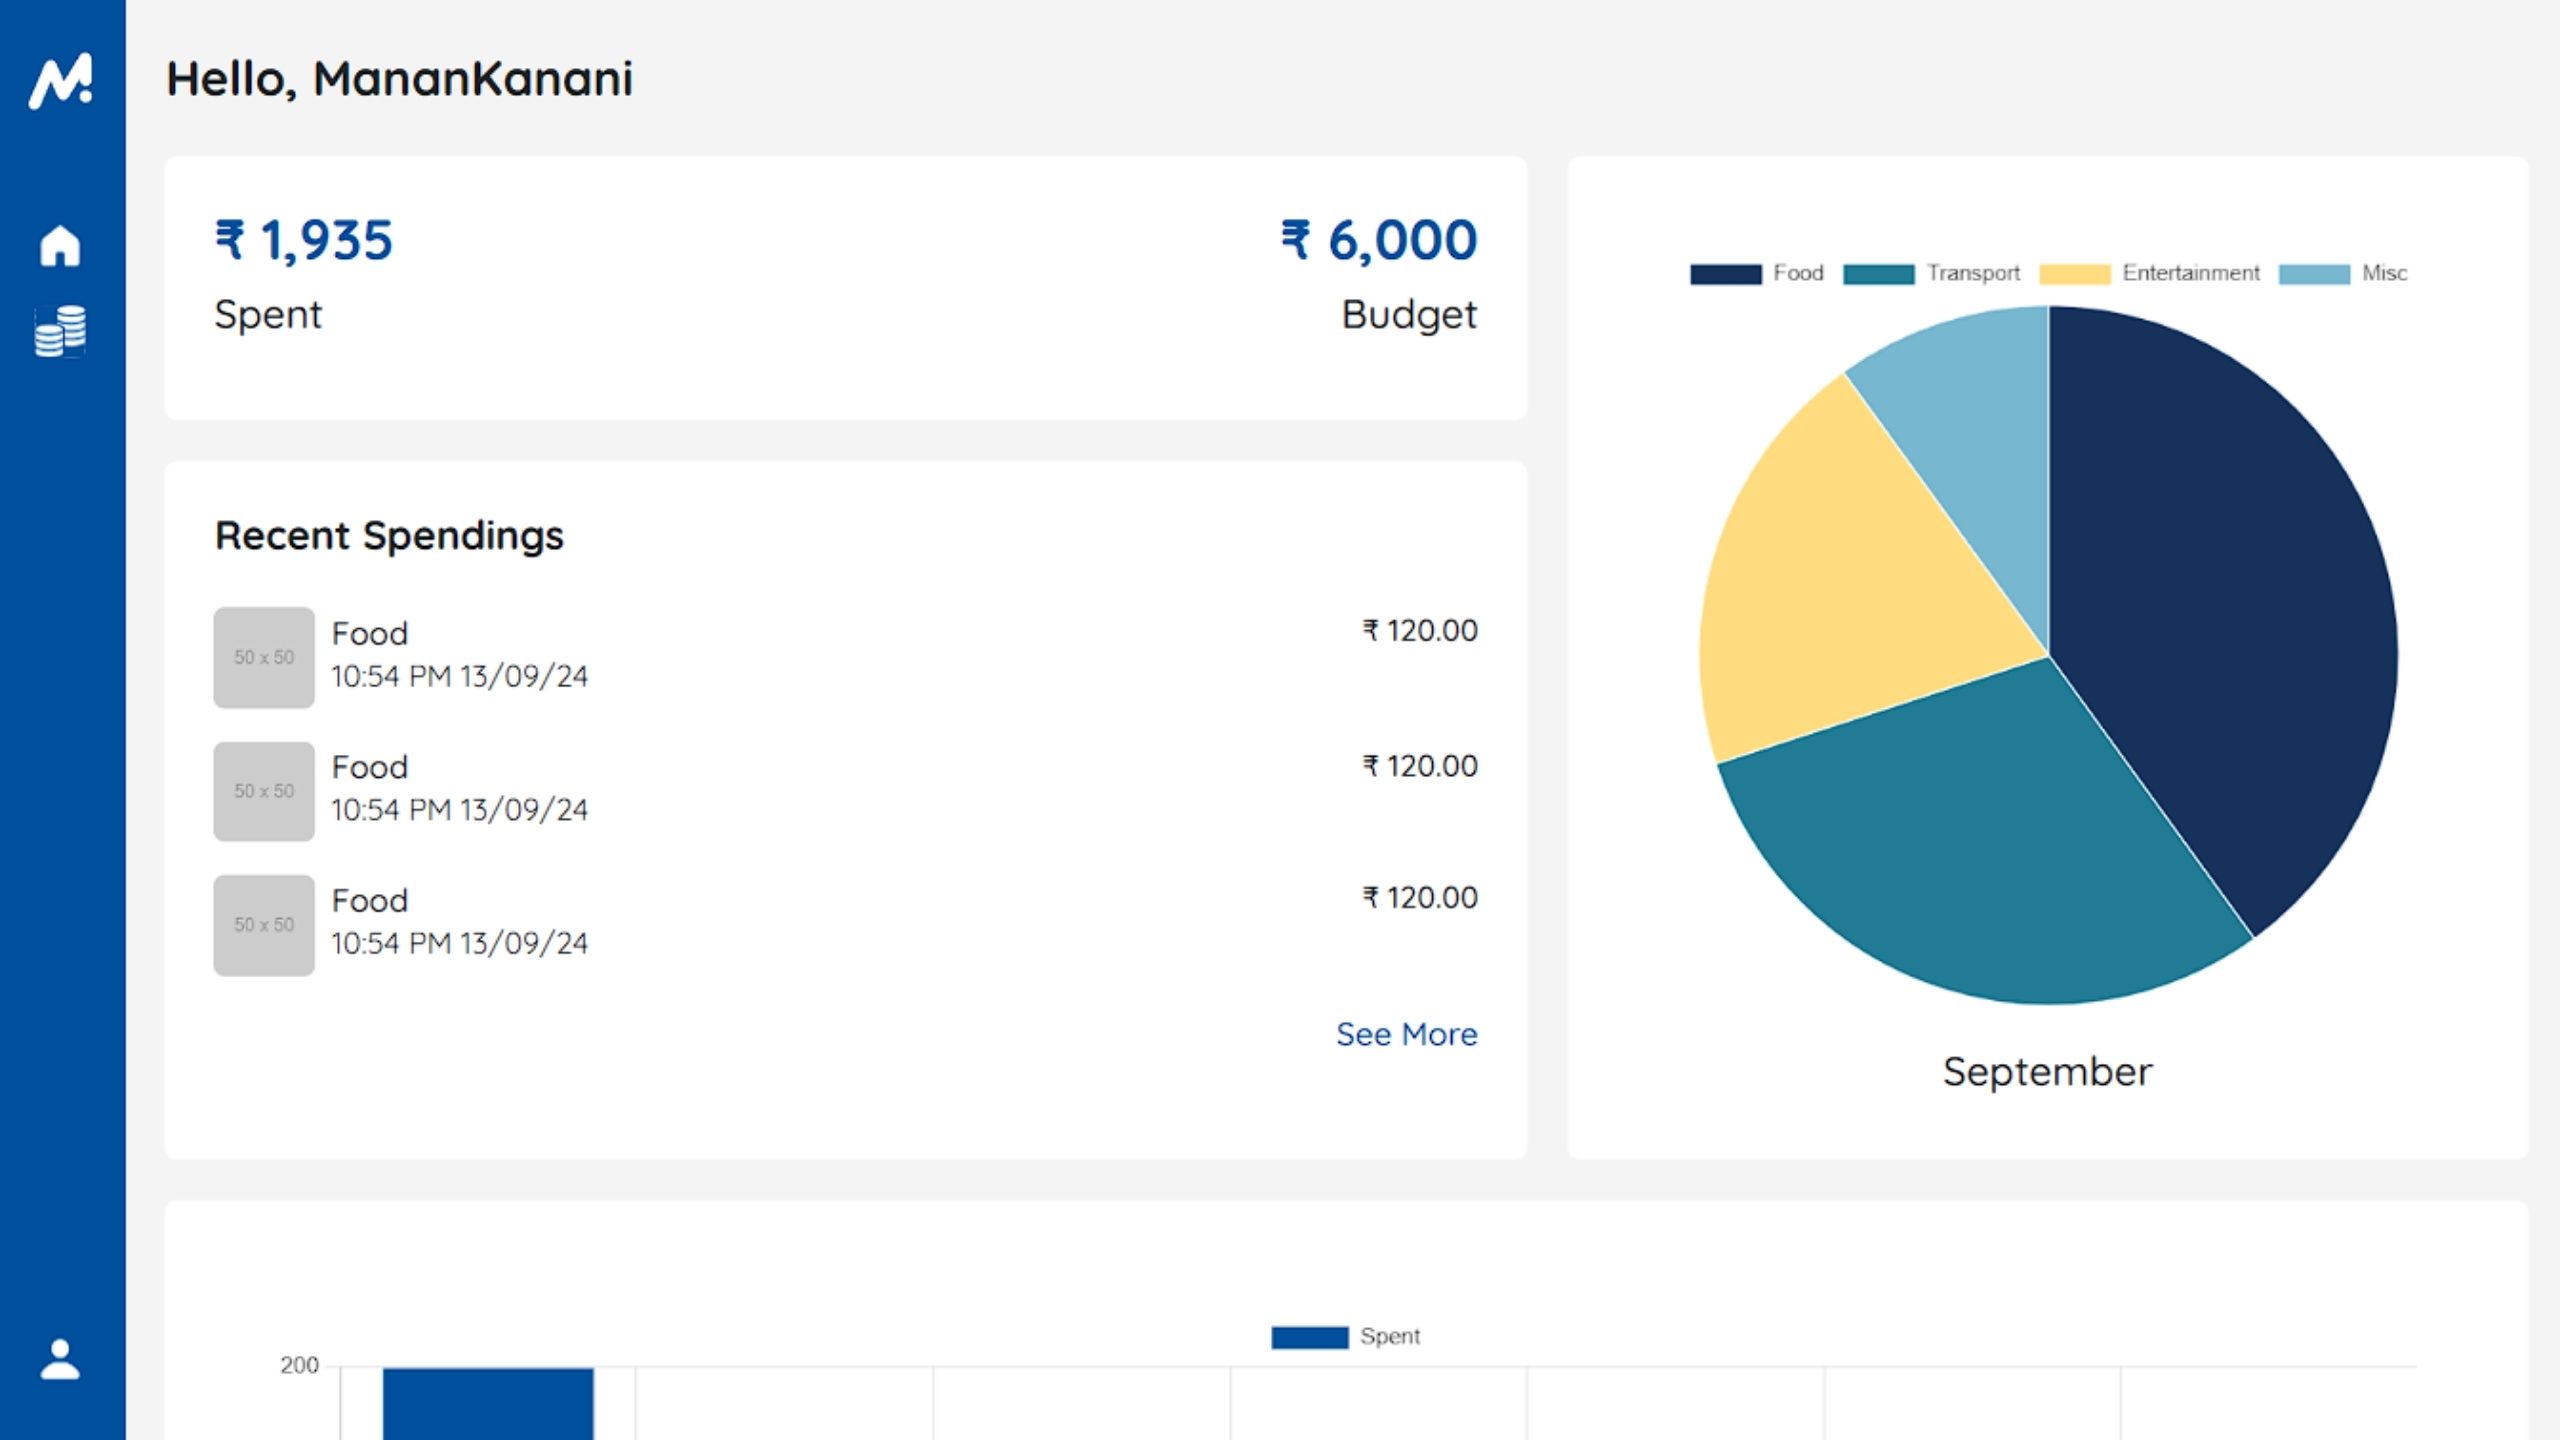 Hello, MananKanani
₹ 1,935
Spent
₹ 6,000
Budget
Recent Spendings
50 x 50
Food
10:54 PM 13/09/24
₹ 120.00
50 x 50
Food
10:54 PM 13/09/24
₹ 120.00
50 x 50
Food
10:54 PM 13/09/24
₹ 120.00
See More
Food Transport Entertainment Misc
September
Spent
200